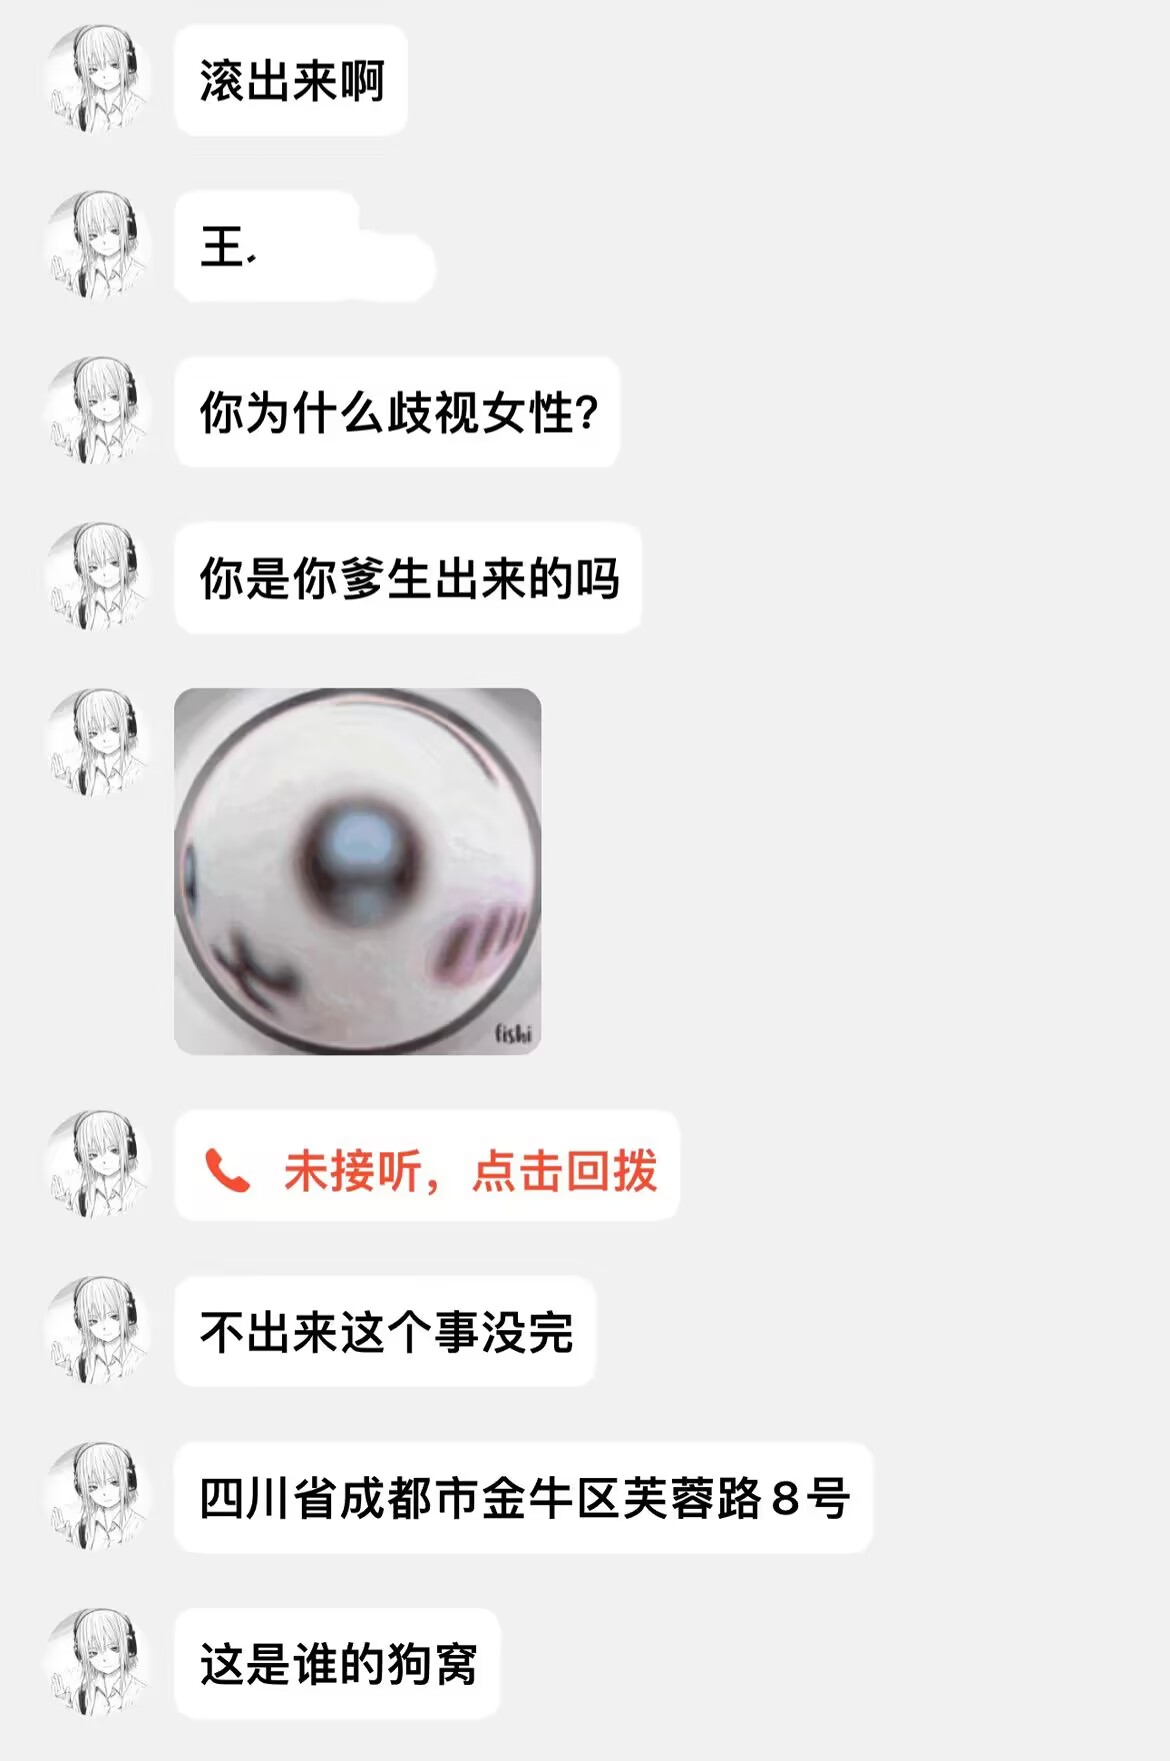 滚出来啊
王
你为什么歧视女性?
你是你爹生出来的吗
fishi
未接听，点击回拨
不出来这个事没完
四川省成都市金牛区芙蓉路8号
这是谁的狗窝